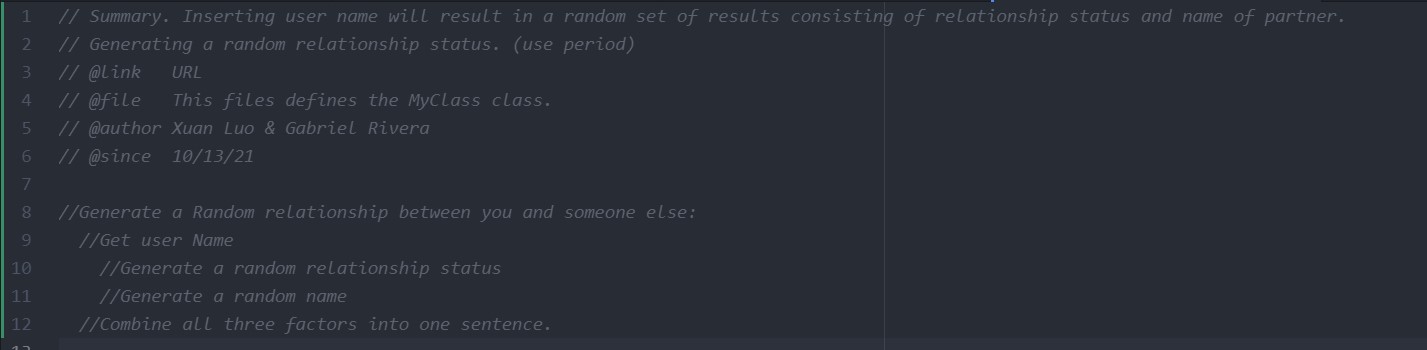 1 // Summary. Inserting user name will result in a random set of results consisting of relationship status and name of partner.
2 // Generating a random relationship status. (use period)
3 // @link   URL
4 // @file   This files defines the MyClass class.
5 // @author Xuan Luo & Gabriel Rivera
6 // @since  10/13/21
7
8 //Generate a Random relationship between you and someone else:
9   //Get user Name
10     //Generate a random relationship status
11     //Generate a random name
12   //Combine all three factors into one sentence.